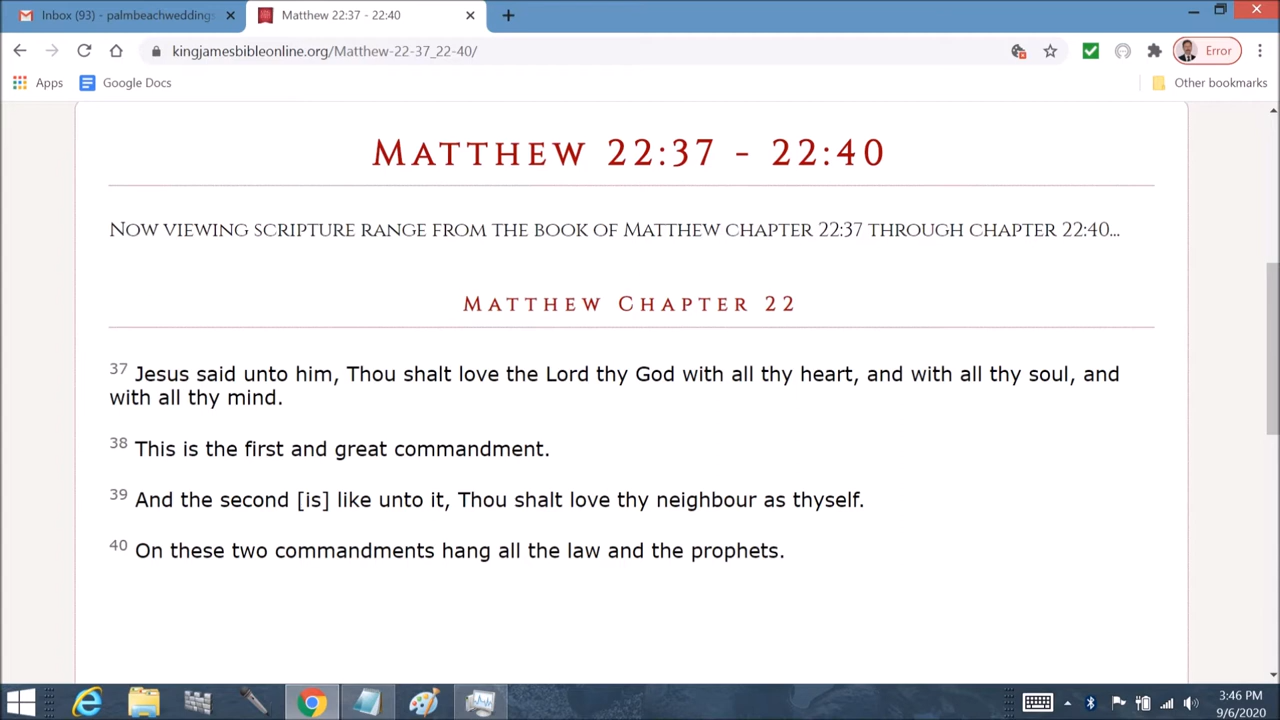 Inbox (93) - palmbeachweddings
Matthew 22:37 - 22:40
kingjamesbibleonline.org/Matthew-22-37_22-40/
Error
Apps
Google Docs
Other bookmarks
Matthew 22:37 - 22:40
Now viewing scripture range from the book of Matthew chapter 22:37 through chapter 22:40...
Matthew Chapter 22
37 Jesus said unto him, Thou shalt love the Lord thy God with all thy heart, and with all thy soul, and
with all thy mind.
38 This is the first and great commandment.
39 And the second [is] like unto it, Thou shalt love thy neighbour as thyself.
40 On these two commandments hang all the law and the prophets.
3:46 PM
9/6/2020